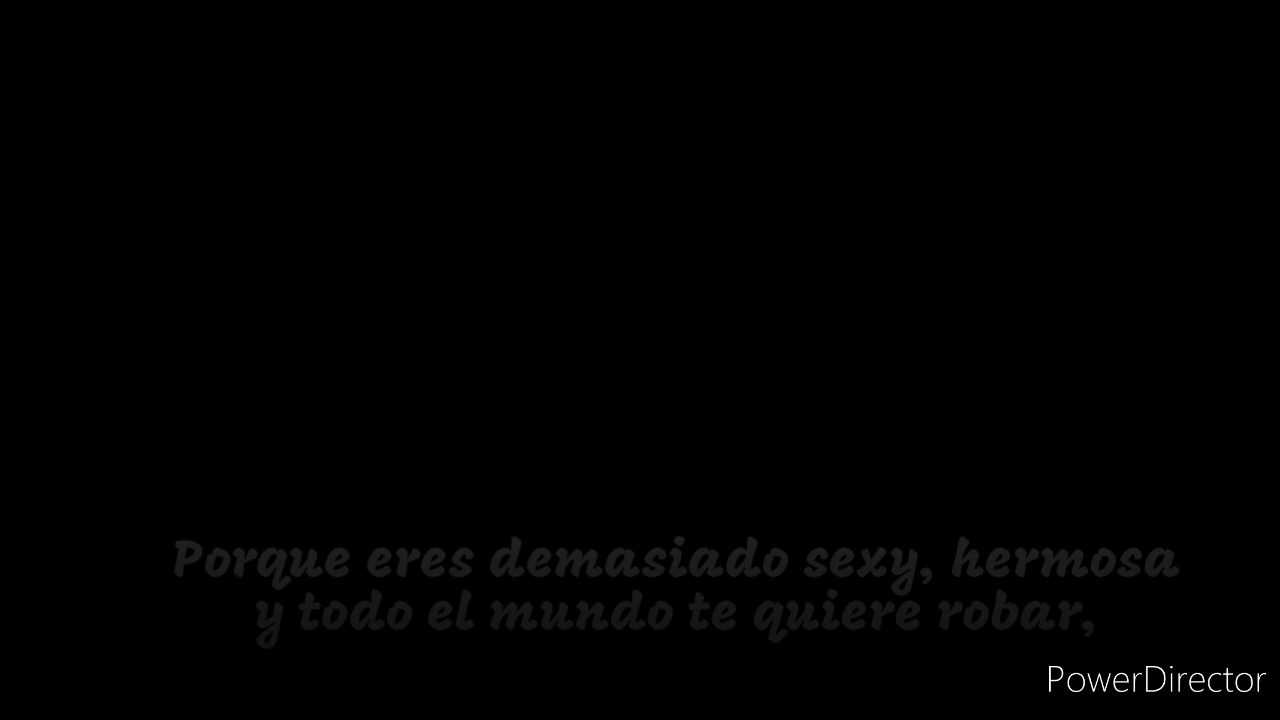 Porque eres demasiado sexy, hermosa
y todo el mundo te quiere robar,
PowerDirector